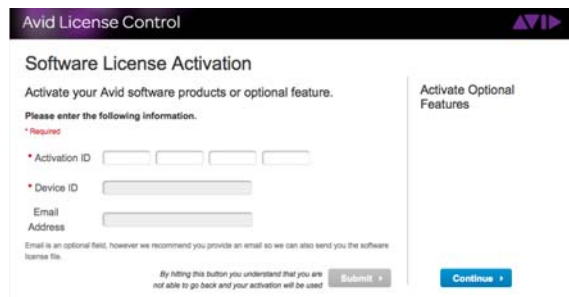 Avid License Control
AVID
Software License Activation
Activate your Avid software products or optional feature.
Please enter the following information.
* Required
* Activation ID
* Device ID
Email
Address
Email is an optional field, however we recommend you provide an email so we can also send you the software
license file.
By hitting this button you understand that you are
not able to go back and your activation will be used
Submit
Activate Optional
Features
Continue